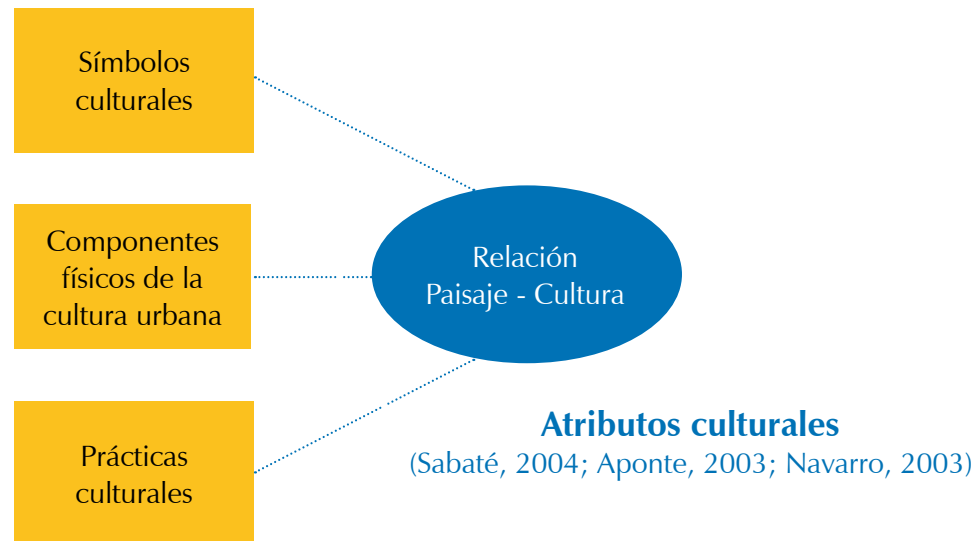 Símbolos
culturales
Componentes
físicos de la
cultura urbana
Prácticas
culturales
Relación
Paisaje - Cultura
Atributos culturales
(Sabaté, 2004; Aponte, 2003; Navarro, 2003)